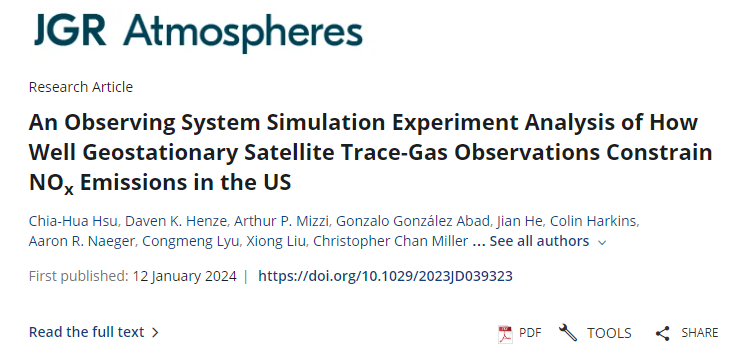 JGR Atmospheres
Research Article
An Observing System Simulation Experiment Analysis of How
Well Geostationary Satellite Trace-Gas Observations Constrain
NOx Emissions in the US
Chia-Hua Hsu, Daven K. Henze, Arthur P. Mizzi, Gonzalo González Abad, Jian He, Colin Harkins,
Aaron R. Naeger, Congmeng Lyu, Xiong Liu, Christopher Chan Miller ... See all authors
First published: 12 January 2024 | https://doi.org/10.1029/2023JD039323
Read the full text PDF TOOLS SHARE